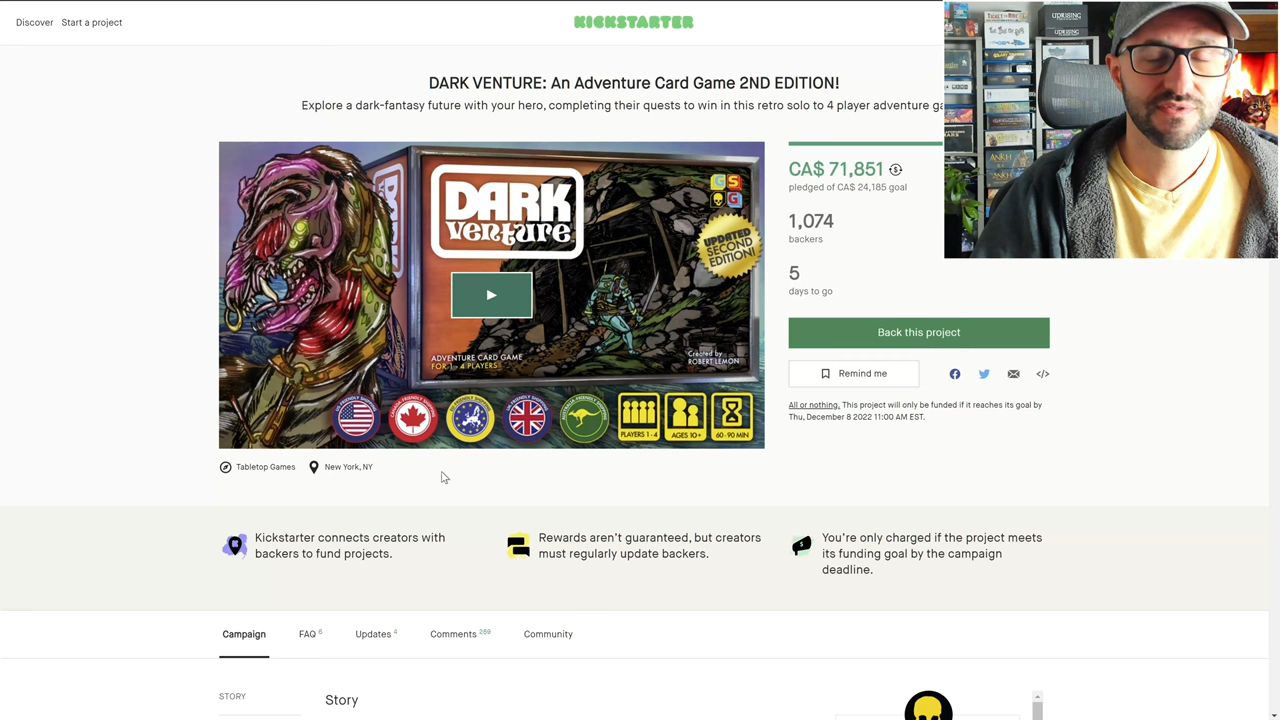 Discover Start a project
KICKSTARTER
DARK VENTURE: An Adventure Card Game 2ND EDITION!
Explore a dark-fantasy future with your hero, completing their quests to win in this retro solo to 4 player adventure
DARK
venture
UPDATED
SECOND
EDITION!
ADVENTURE CARD GAME
FOR 1 - 4 PLAYERS
Created by
ROBERT LEMON
PLAYERS 1-4
AGES 10+
60-90 MIN
CA$ 71,851
pledged of CA$ 24,185 goal
1,074
backers
5
days to go
Back this project
Remind me
All or nothing. This project will only be funded if it reaches its goal by
Thu, December 8 2022 11:00 AM EST.
Tabletop Games New York, NY
Kickstarter connects creators with
backers to fund projects.
Rewards aren't guaranteed, but creators
must regularly update backers.
You're only charged if the project meets
its funding goal by the campaign
deadline.
Campaign FAQ 6 Updates 4 Comments 289 Community
STORY
Story
UPRISING
UPRISING
ANKH